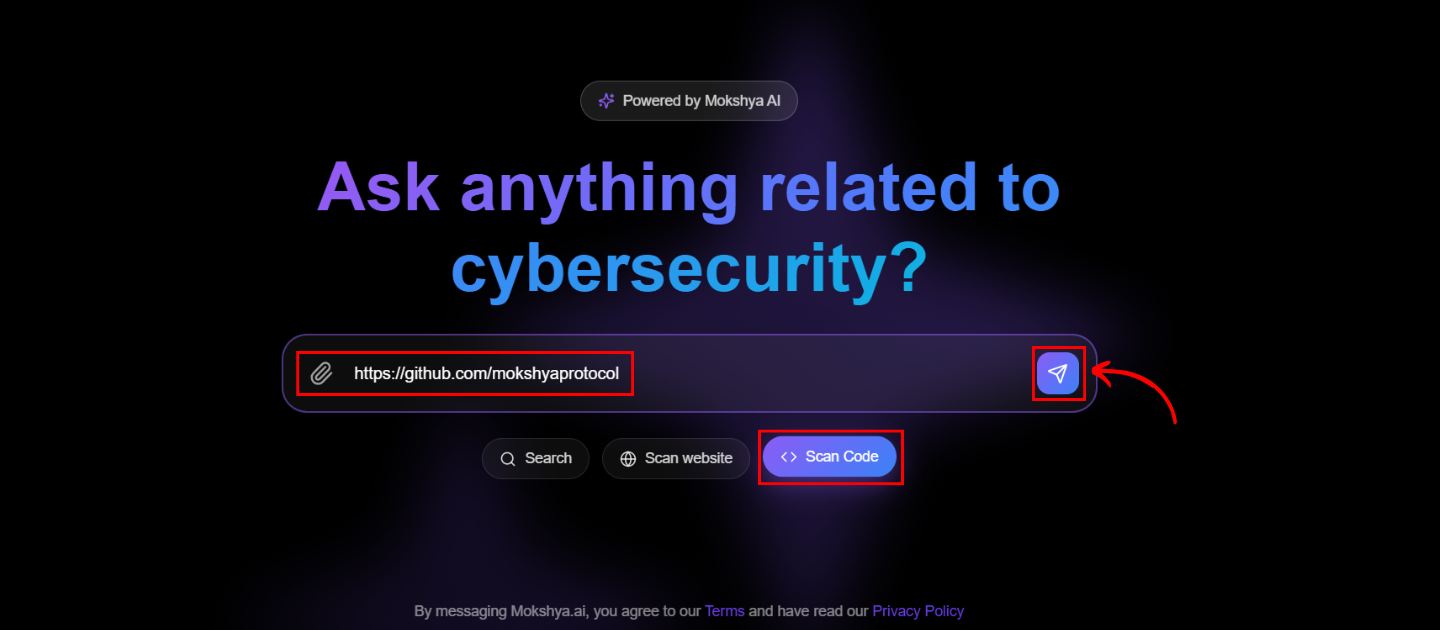 Powered by Mokshya AI
Ask anything related to
cybersecurity?
https://github.com/mokshyaprotocol
Search
Scan website
Scan Code
By messaging Mokshya.ai, you agree to our Terms and have read our Privacy Policy